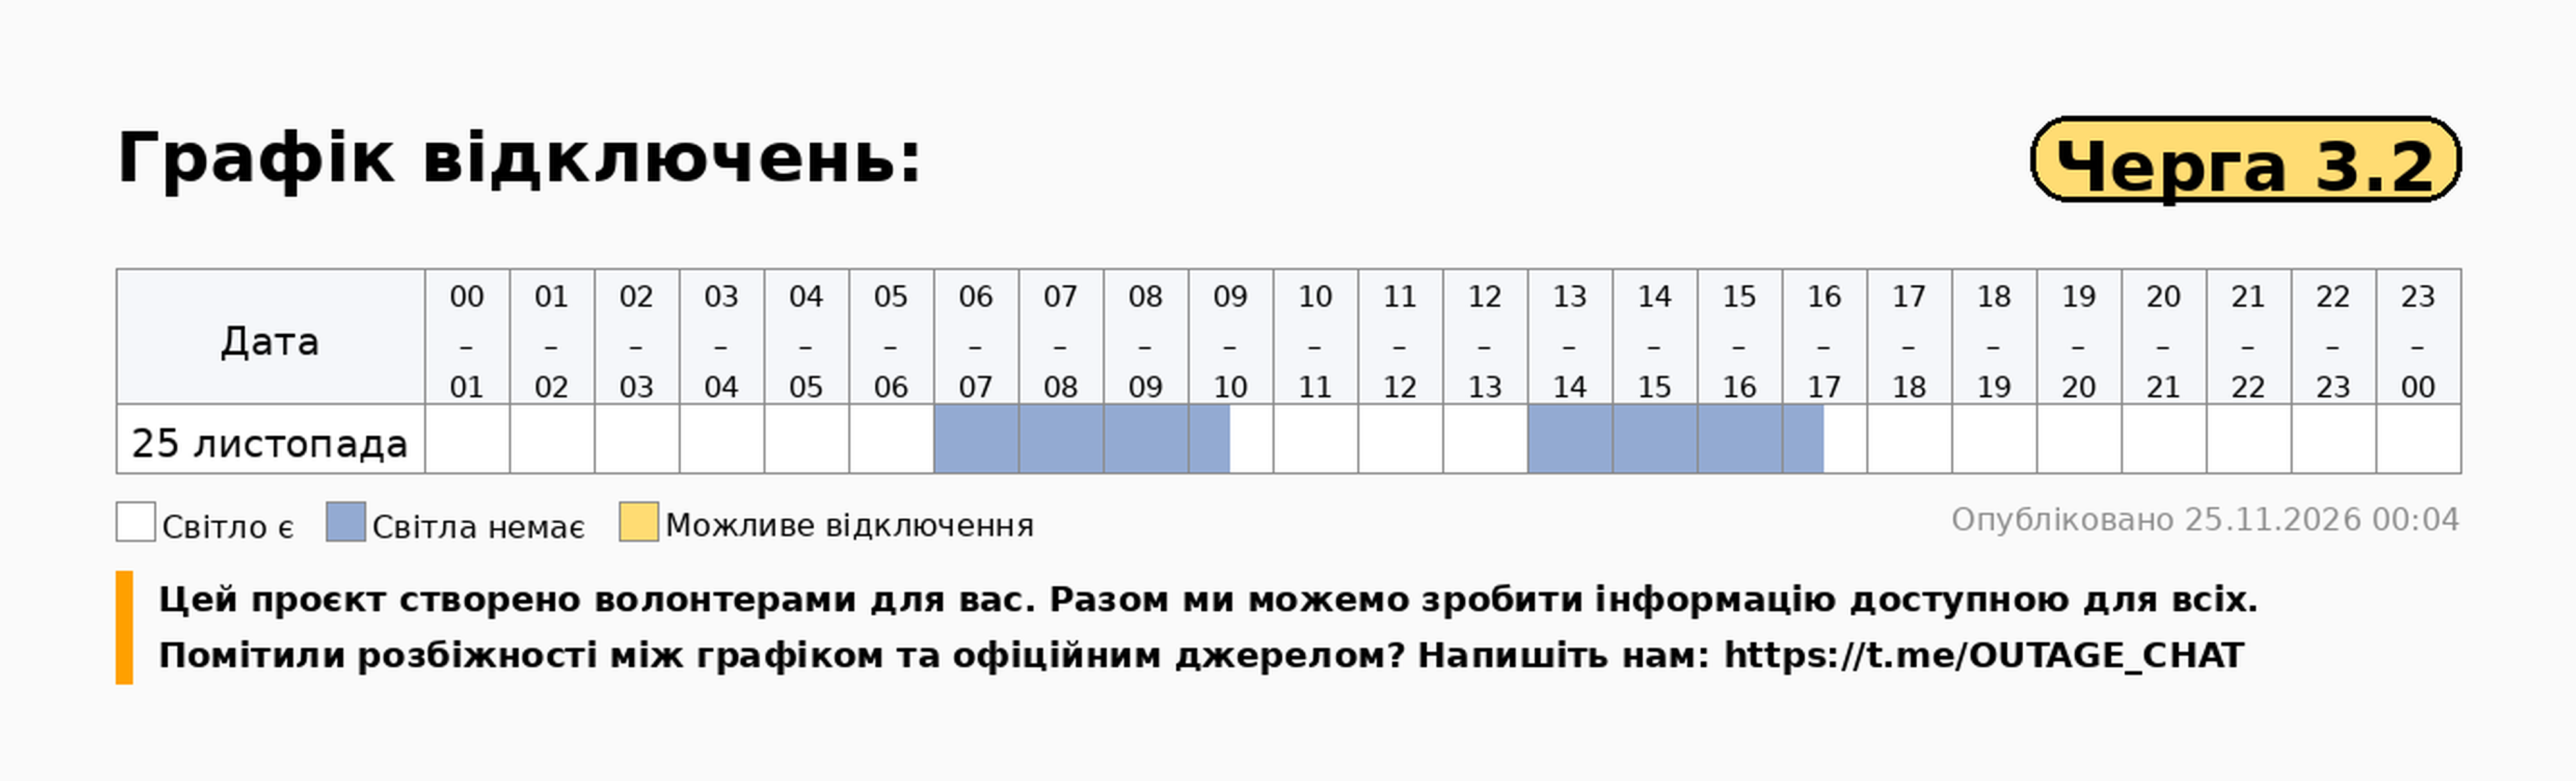 Графік відключень:
Черга 3.2
Дата
00 – 01
01 – 02
02 – 03
03 – 04
04 – 05
05 – 06
06 – 07
07 – 08
08 – 09
09 – 10
10 – 11
11 – 12
12 – 13
13 – 14
14 – 15
15 – 16
16 – 17
17 – 18
18 – 19
19 – 20
20 – 21
21 – 22
22 – 23
23 – 00
25 листопада
Світло є
Світла немає
Можливе відключення
Опубліковано 25.11.2026 00:04
Цей проєкт створено волонтерами для вас. Разом ми можемо зробити інформацію доступною для всіх.
Помітили розбіжності між графіком та офіційним джерелом? Напишіть нам: https://t.me/OUTAGE_CHAT